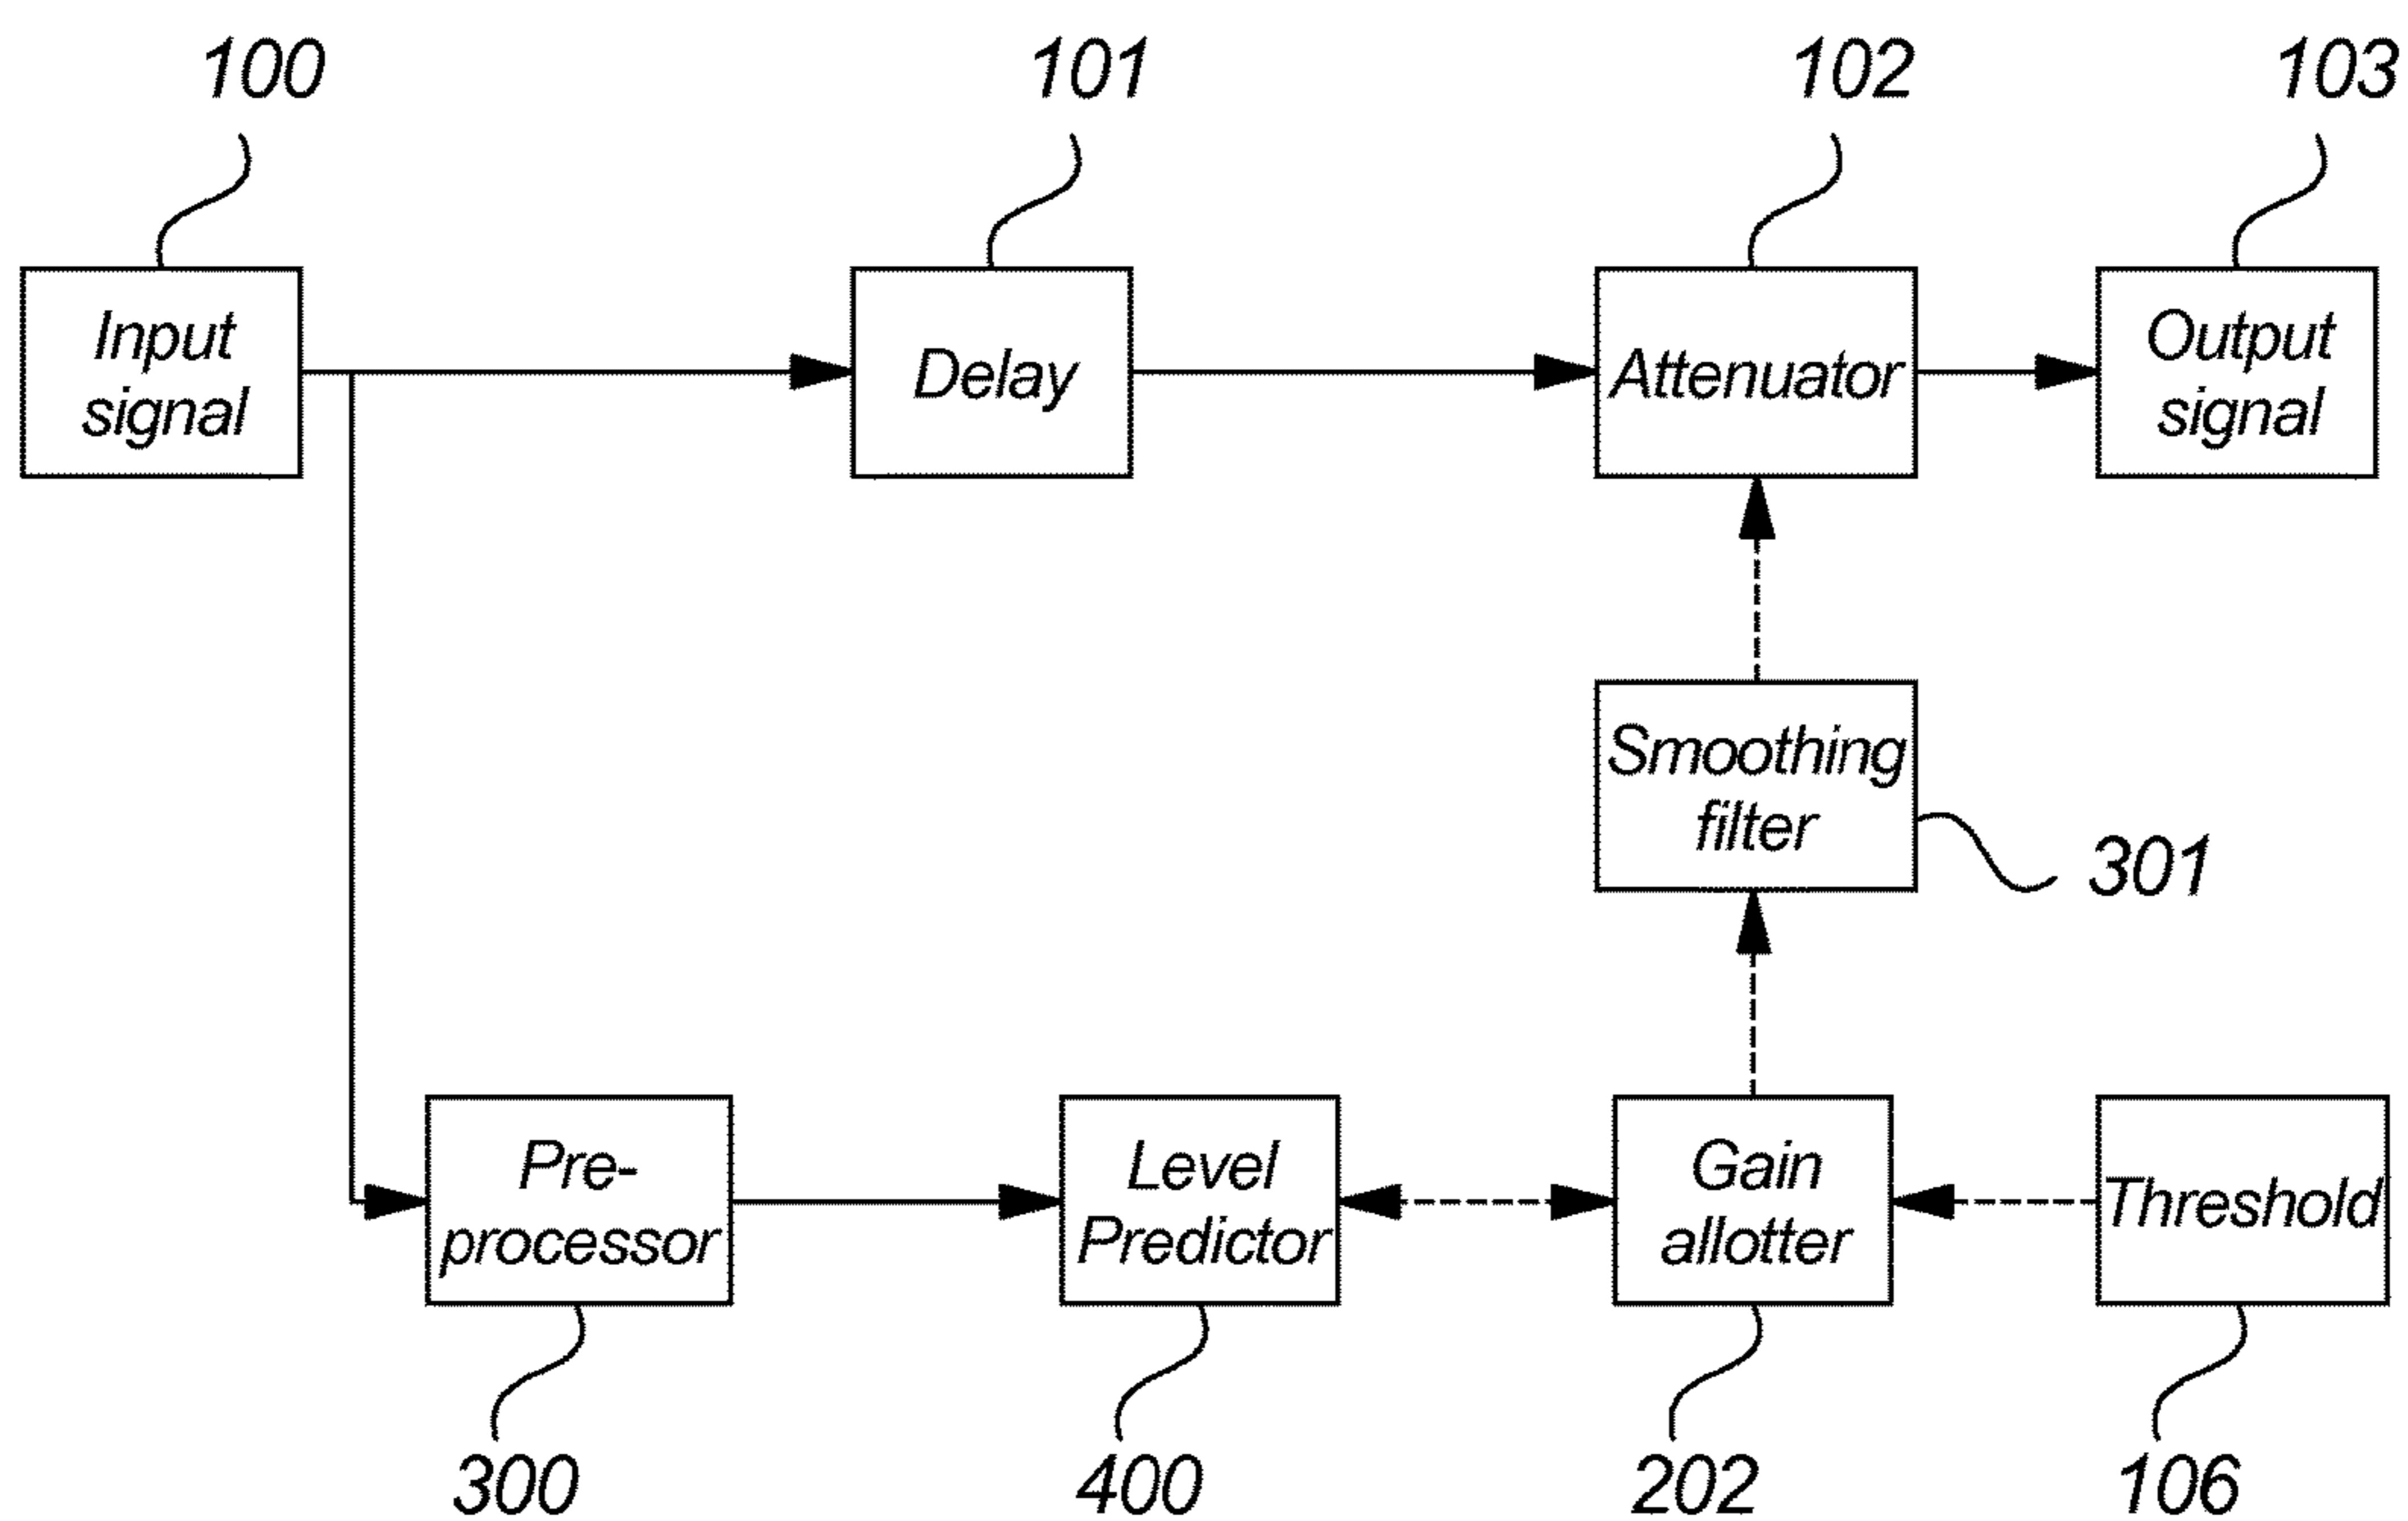 100
101
102
103
Input
signal
Delay
Attenuator
Output
signal
Smoothing
filter
301
Pre-
processor
Level
Predictor
Gain
allotter
Threshold
300
400
202
106